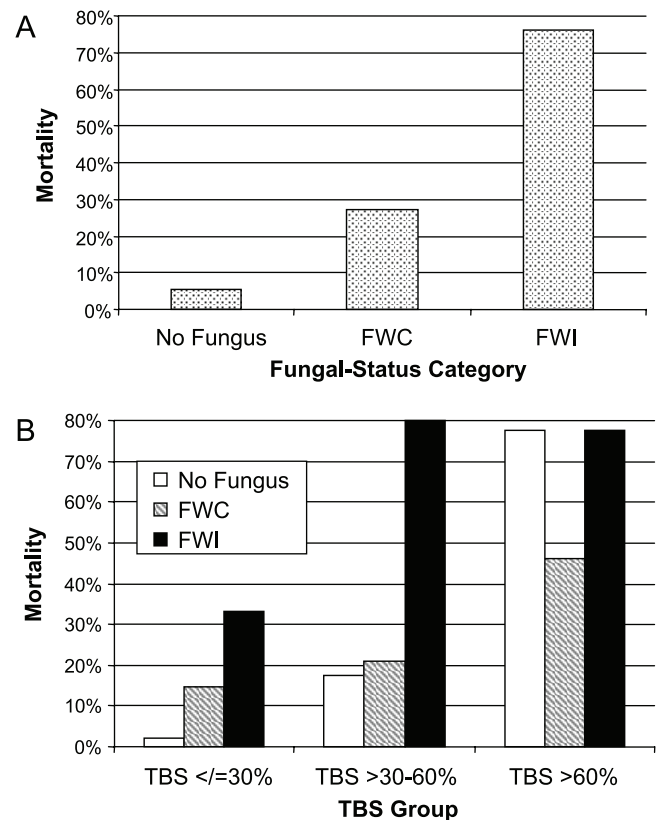 A
80%
70%
60%
50%
40%
30%
20%
10%
0%
Mortality
No Fungus FWC FWI
Fungal-Status Category
B
80%
70%
60%
50%
40%
30%
20%
10%
0%
Mortality
No Fungus
FWC
FWI
TBS </=30% TBS >30-60% TBS >60%
TBS Group